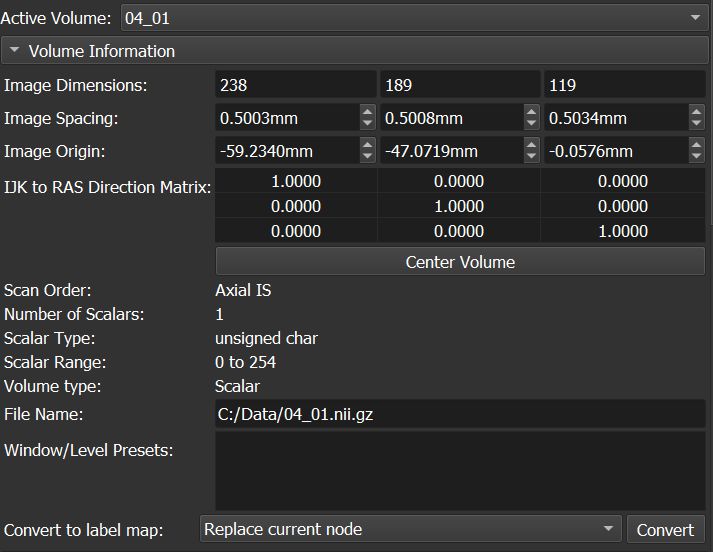 Active Volume: 04_01
Volume Information
Image Dimensions: 238 189 119
Image Spacing: 0.5003mm 0.5008mm 0.5034mm
Image Origin: -59.2340mm -47.0719mm -0.0576mm
IJK to RAS Direction Matrix: 1.0000 0.0000 0.0000
0.0000 1.0000 0.0000
0.0000 0.0000 1.0000
Center Volume
Scan Order: Axial IS
Number of Scalars: 1
Scalar Type: unsigned char
Scalar Range: 0 to 254
Volume type: Scalar
File Name: C:/Data/04_01.nii.gz
Window/Level Presets:
Convert to label map: Replace current node Convert